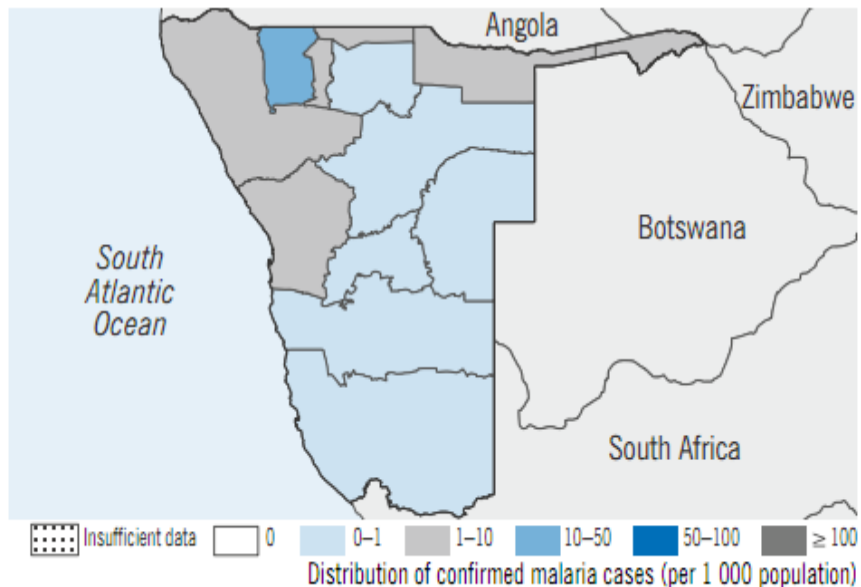 Angola
Zimbabwe
Botswana
South
Atlantic
Ocean
South Africa
Insufficient data 0 0–1 1–10 10–50 50–100 ≥ 100
Distribution of confirmed malaria cases (per 1 000 population)